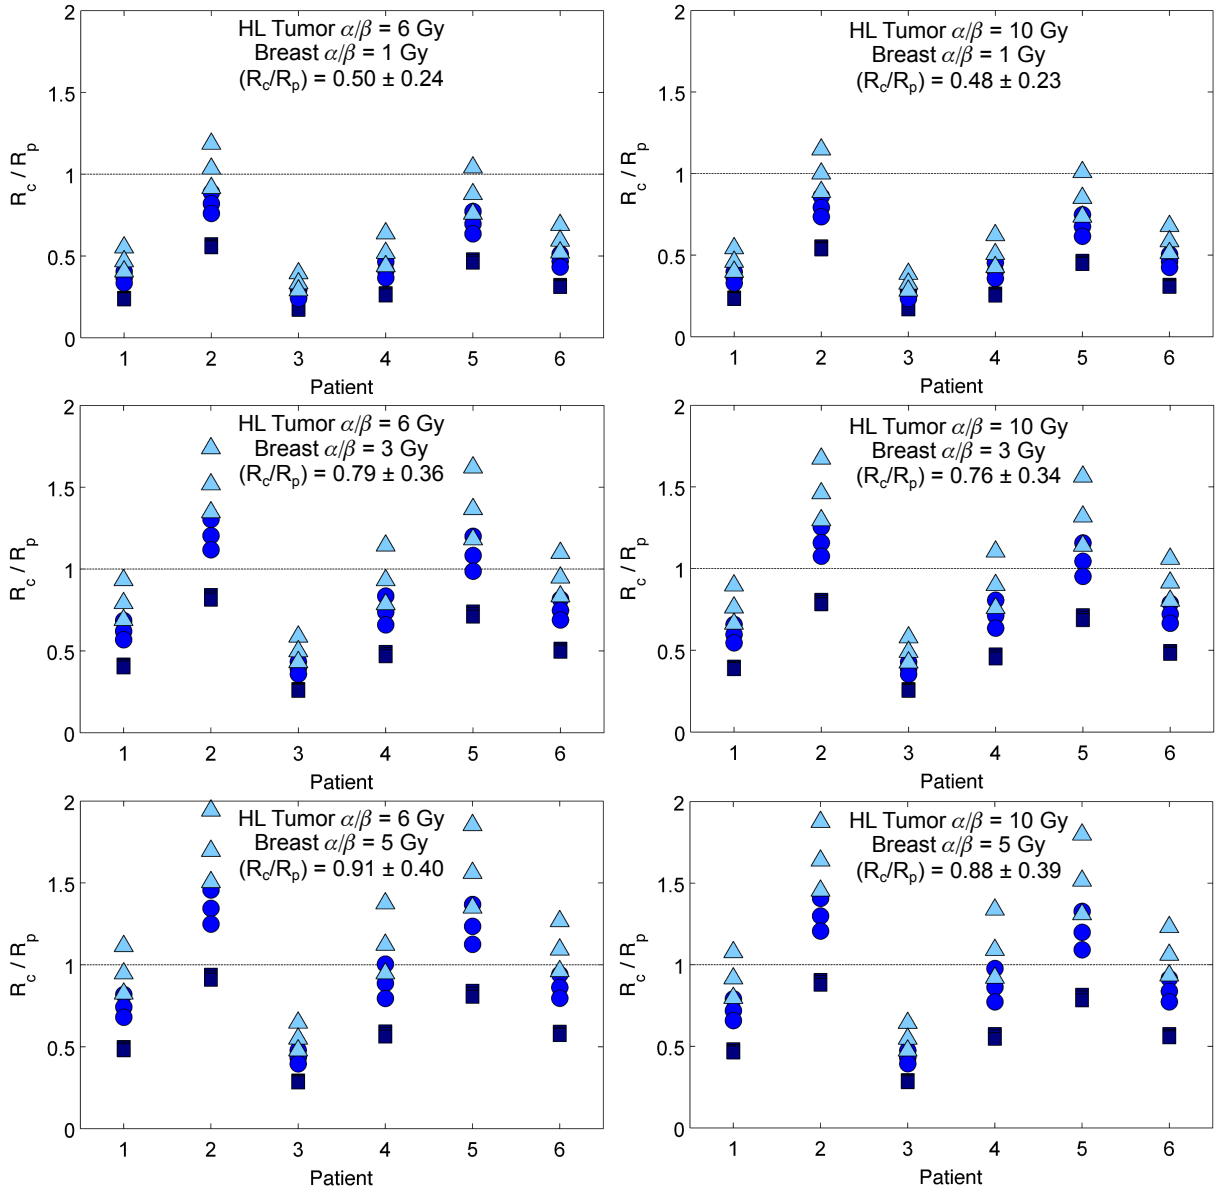 HL Tumor α/β = 6 Gy
Breast α/β = 1 Gy
(Rc/Rp) = 0.50 ± 0.24
2
1.5
1
0.5
0
Rc / Rp
1 2 3 4 5 6
Patient
HL Tumor α/β = 10 Gy
Breast α/β = 1 Gy
(Rc/Rp) = 0.48 ± 0.23
2
1.5
1
0.5
0
Rc / Rp
1 2 3 4 5 6
Patient
HL Tumor α/β = 6 Gy
Breast α/β = 3 Gy
(Rc/Rp) = 0.79 ± 0.36
2
1.5
1
0.5
0
Rc / Rp
1 2 3 4 5 6
Patient
HL Tumor α/β = 10 Gy
Breast α/β = 3 Gy
(Rc/Rp) = 0.76 ± 0.34
2
1.5
1
0.5
0
Rc / Rp
1 2 3 4 5 6
Patient
HL Tumor α/β = 6 Gy
Breast α/β = 5 Gy
(Rc/Rp) = 0.91 ± 0.40
2
1.5
1
0.5
0
Rc / Rp
1 2 3 4 5 6
Patient
HL Tumor α/β = 10 Gy
Breast α/β = 5 Gy
(Rc/Rp) = 0.88 ± 0.39
2
1.5
1
0.5
0
Rc / Rp
1 2 3 4 5 6
Patient